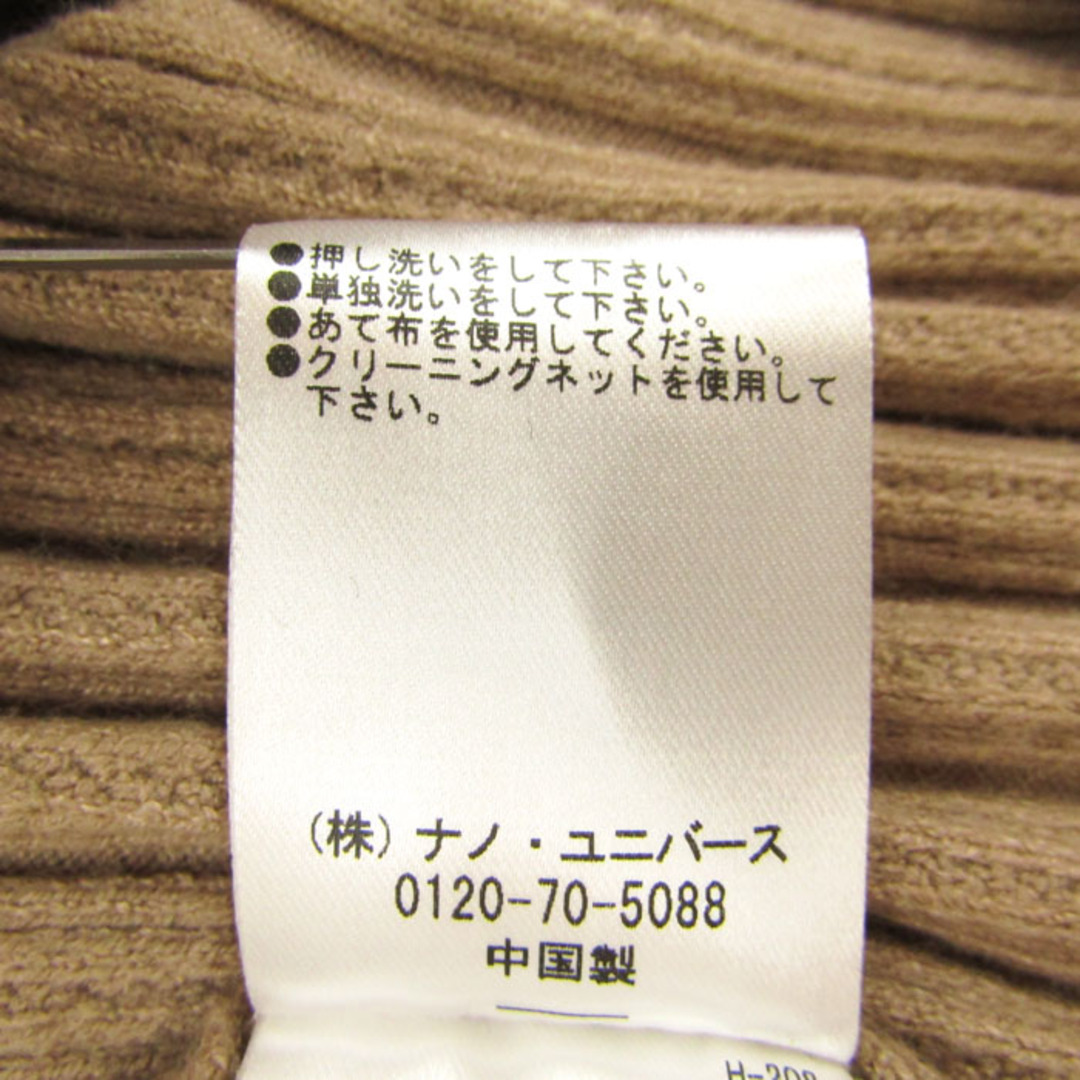 ●押し洗いをして下さい。
●単独洗いをして下さい。
●あて布を使用してください。
●クリーニングネットを使用して
下さい。
(株)ナノ・ユニバース
0120-70-5088
中国製